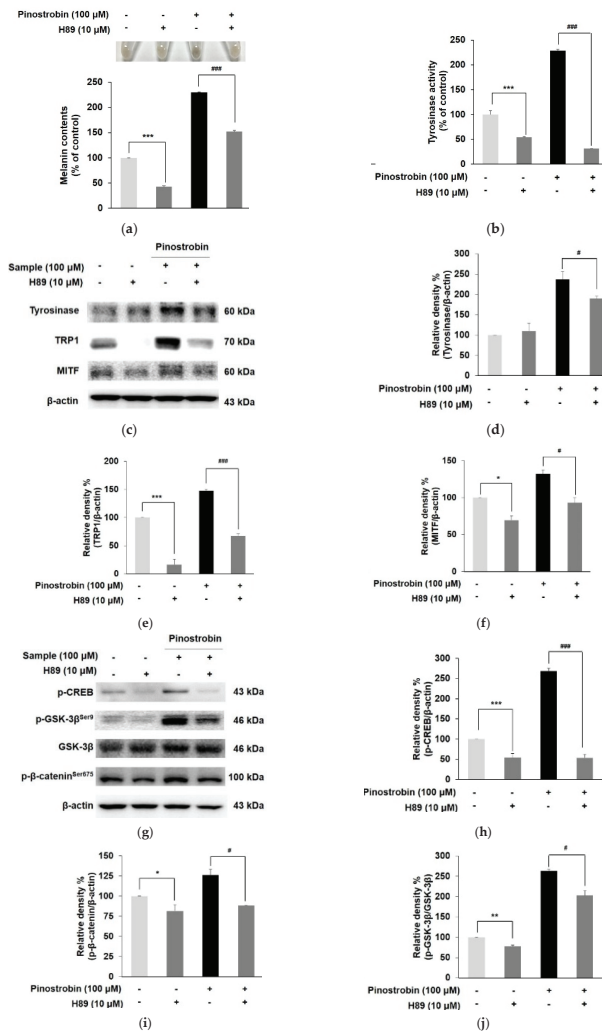 Pinostrobin (100 µM) - - + +
H89 (10 µM) - + - +
Melanin contents
(% of control)
250
200
150
100
50
0
***
###
(a)
Tyrosinase activity
(% of control)
250
200
150
100
50
0
***
###
Pinostrobin (100 µM) - - + +
H89 (10 µM) - + - +
(b)
Pinostrobin
Sample (100 µM) - - + +
H89 (10 µM) - + - +
Tyrosinase 60 kDa
TRP1 70 kDa
MITF 60 kDa
β-actin 43 kDa
(c)
Relative density %
(Tyrosinase/β-actin)
300
250
200
150
100
50
0
#
Pinostrobin (100 µM) - - + +
H89 (10 µM) - + - +
(d)
Relative density %
(TRP1/β-actin)
200
150
100
50
0
***
###
Pinostrobin (100 µM) - - + +
H89 (10 µM) - + - +
(e)
Relative density %
(MITF/β-actin)
200
150
100
50
0
*
#
Pinostrobin (100 µM) - - + +
H89 (10 µM) - + - +
(f)
Pinostrobin
Sample (100 µM) - - + +
H89 (10 µM) - + - +
p-CREB 43 kDa
p-GSK-3βSer9 46 kDa
GSK-3β 46 kDa
p-β-cateninSer675 100 kDa
β-actin 43 kDa
(g)
Relative density %
(p-CREB/β-actin)
300
250
200
150
100
50
0
***
###
Pinostrobin (100 µM) - - + +
H89 (10 µM) - + - +
(h)
Relative density %
(p-β-catenin/β-actin)
150
125
100
75
50
25
0
*
#
Pinostrobin (100 µM) - - + +
H89 (10 µM) - + - +
(i)
Relative density %
(p-GSK-3β/GSK-3β)
300
250
200
150
100
50
0
**
#
Pinostrobin (100 µM) - - + +
H89 (10 µM) - + - +
(j)